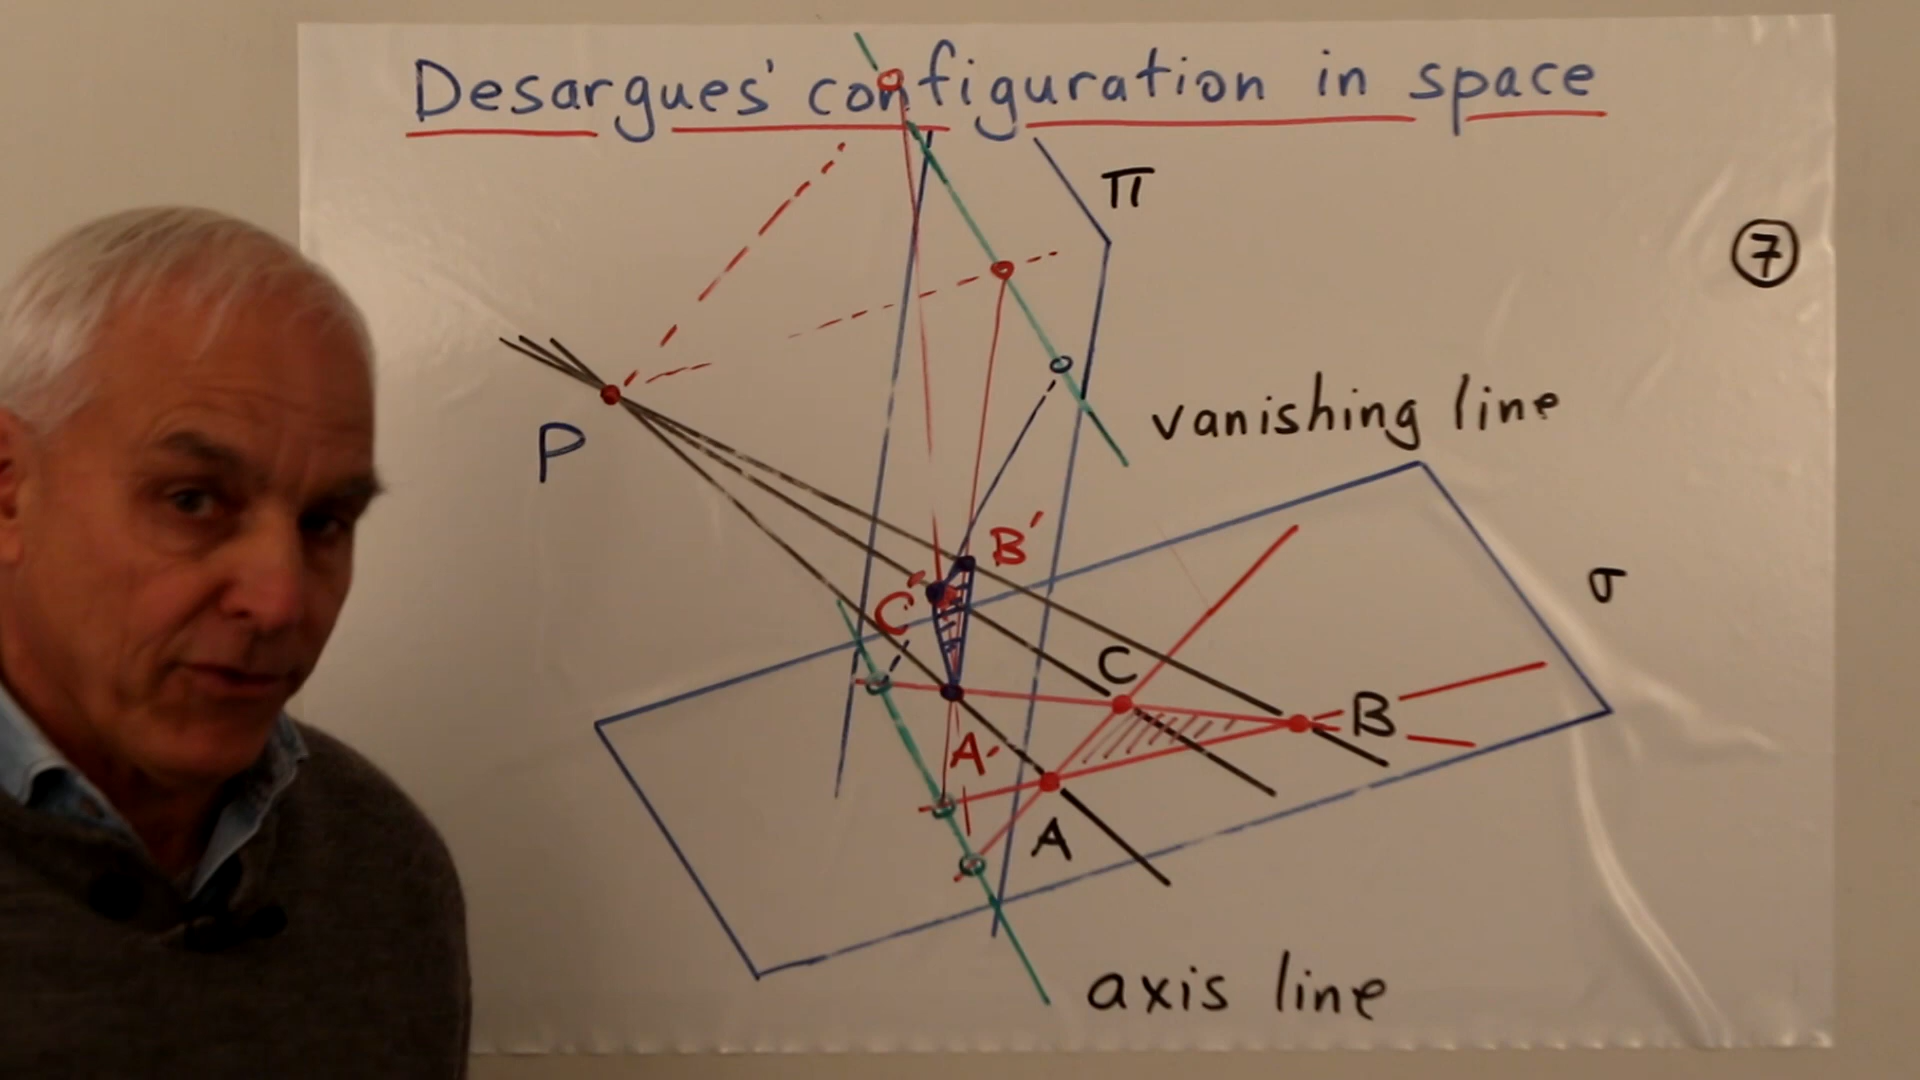 Desargues' configuration in space
π
7
vanishing line
P
B'
C'
σ
C
B
A'
A
axis line